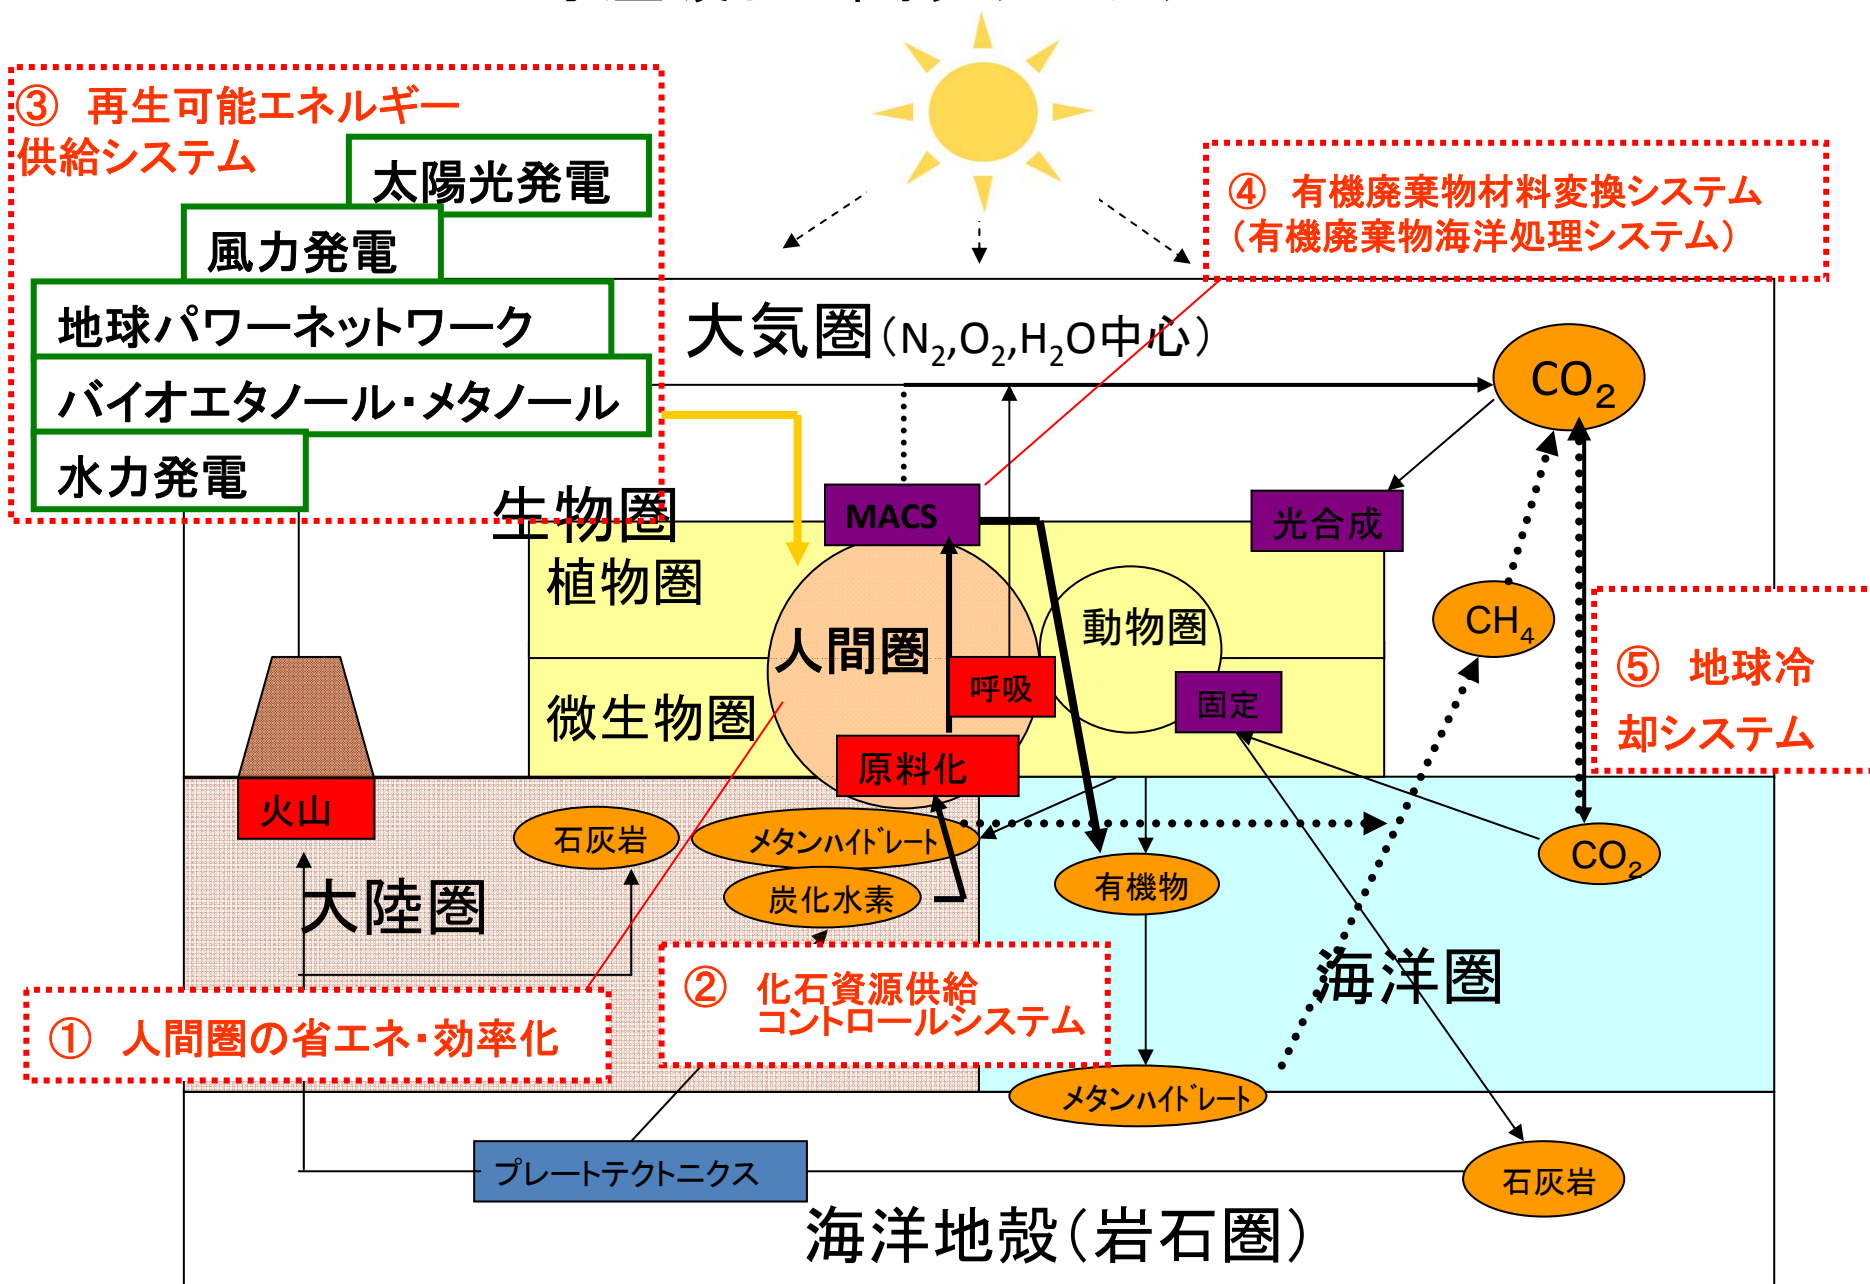 ③ 再生可能エネルギー
供給システム
太陽光発電
風力発電
地球パワーネットワーク
バイオエタノール・メタノール
水力発電
④ 有機廃棄物材料変換システム
（有機廃棄物海洋処理システム）
大気圏（N₂,O₂,H₂O中心）
CO₂
生物圏
MACS
光合成
植物圏
動物圏
CH₄
人間圏
呼吸
固定
微生物圏
⑤ 地球冷
却システム
原料化
火山
石灰岩
メタンハイドレート
CO₂
炭化水素
有機物
大陸圏
海洋圏
② 化石資源供給
コントロールシステム
① 人間圏の省エネ・効率化
メタンハイドレート
プレートテクトニクス
石灰岩
海洋地殻（岩石圏）